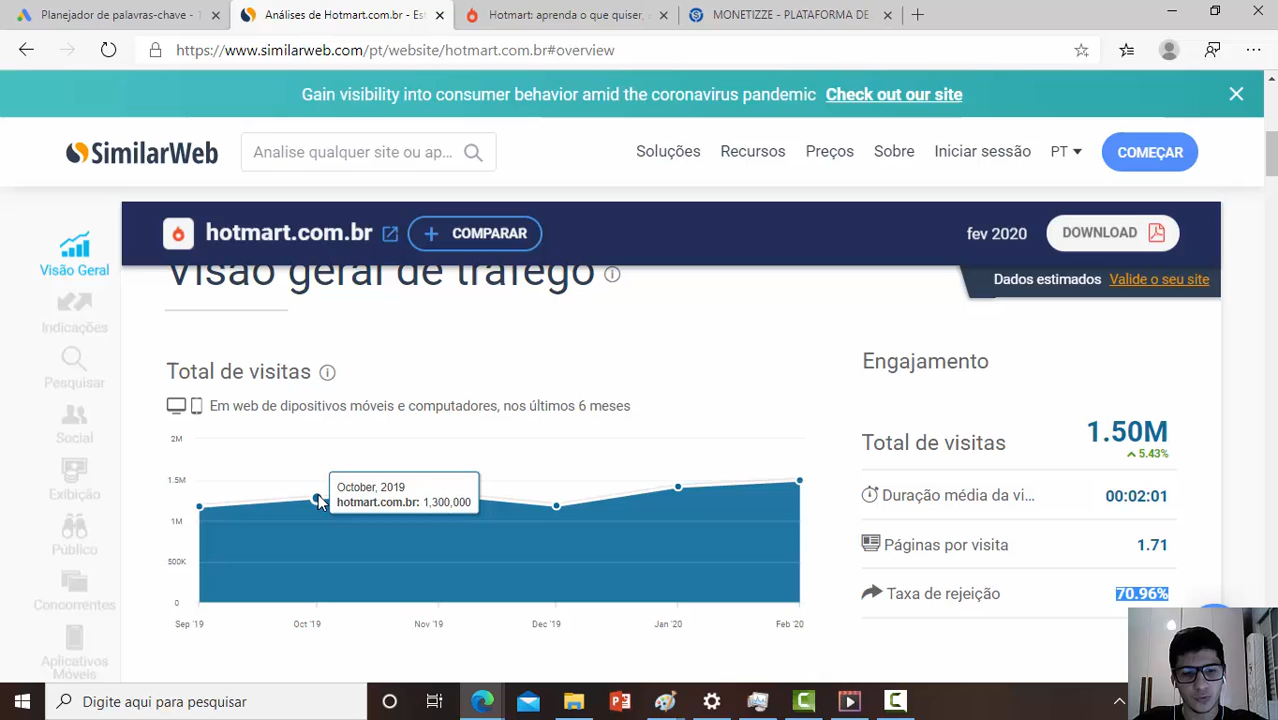 Planejador de palavras-chave - 1
Análises de Hotmart.com.br - Es
Hotmart: aprenda o que quiser,
MONETIZZE - PLATAFORMA DE
https://www.similarweb.com/pt/website/hotmart.com.br#overview
Gain visibility into consumer behavior amid the coronavirus pandemic Check out our site
SimilarWeb
Analise qualquer site ou ap...
Soluções
Recursos
Preços
Sobre
Iniciar sessão
PT
COMEÇAR
hotmart.com.br
COMPARAR
fev 2020
DOWNLOAD
Visão Geral
Indicações
Pesquisar
Social
Exibição
Público
Concorrentes
Aplicativos
Móveis
Visão geral de tráfego
Dados estimados Valide o seu site
Total de visitas
Em web de dipositivos móveis e computadores, nos últimos 6 meses
2M
1.5M
1M
500K
0
October, 2019
hotmart.com.br: 1,300,000
Sep '19
Oct '19
Nov '19
Dec '19
Jan '20
Feb '20
Engajamento
Total de visitas
1.50M
5.43%
Duração média da vi...
00:02:01
Páginas por visita
1.71
Taxa de rejeição
70.96%
Digite aqui para pesquisar